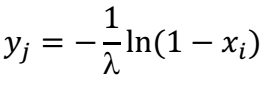 y_j = -\frac{1}{λ} ln(1 - x_i)